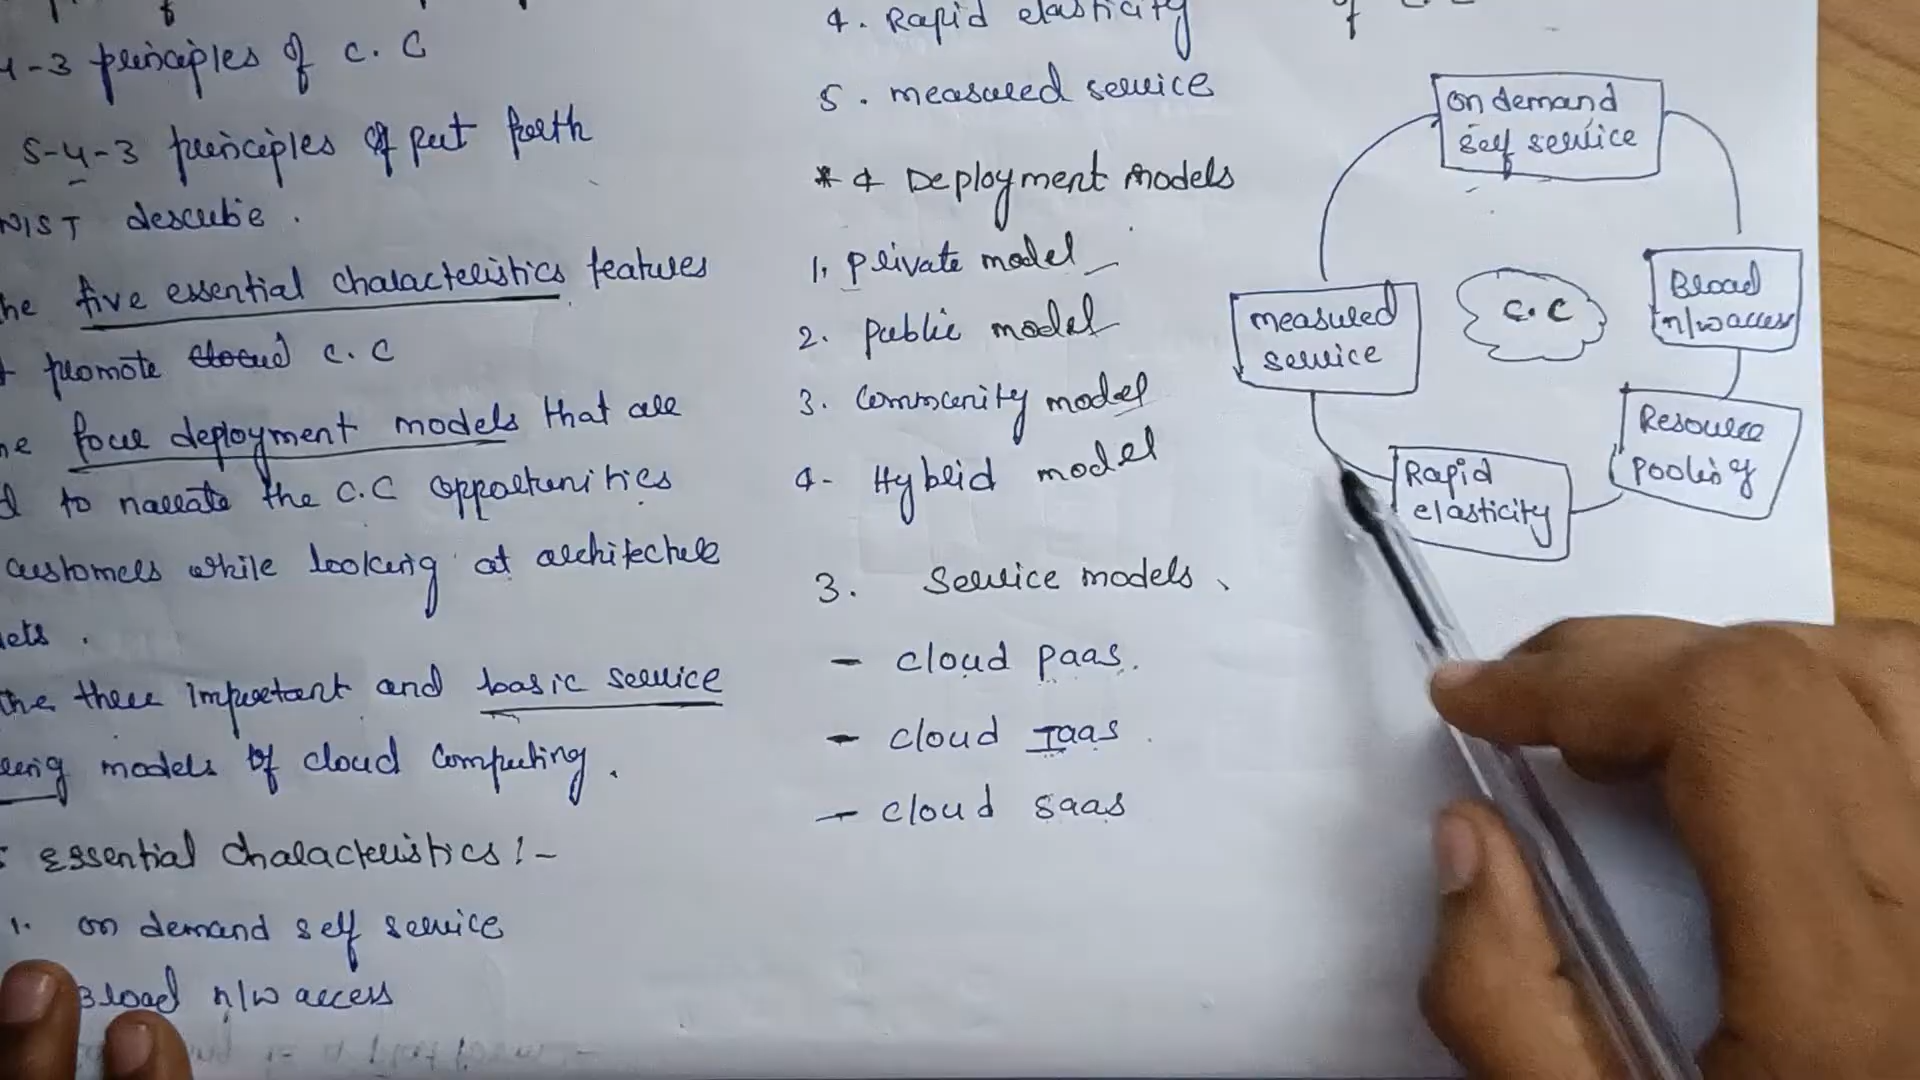 4-3 principles of C.C
5-4-3 principles of put forth
NIST describe.
five essential characteristics features
promote cloud C.C
four deployment models that are
to narrate the C.C opportunities
customers while looking at architecture
the three important and basic service
models of cloud computing.
essential characteristics:-
1. on demand self service
Broad n/w access
4. Rapid elasticity
5. measured service
* 4 Deployment models
1. private model
2. public model
3. Community model
4- Hybrid model
3. Service models
- cloud paas.
- cloud Iaas
- cloud saas
of C.C
on demand
self service
Broad
n/w access
measured
service
C.C
Resource
pooling
Rapid
elasticity